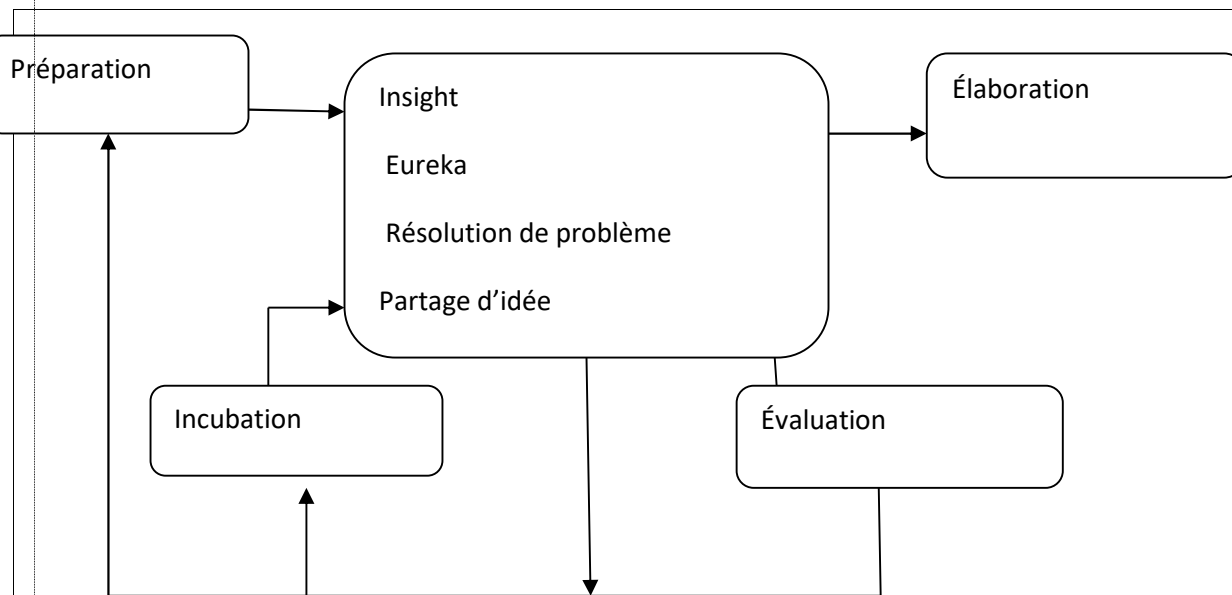 Préparation
Insight
Eureka
Résolution de problème
Partage d’idée
Élaboration
Incubation
Évaluation